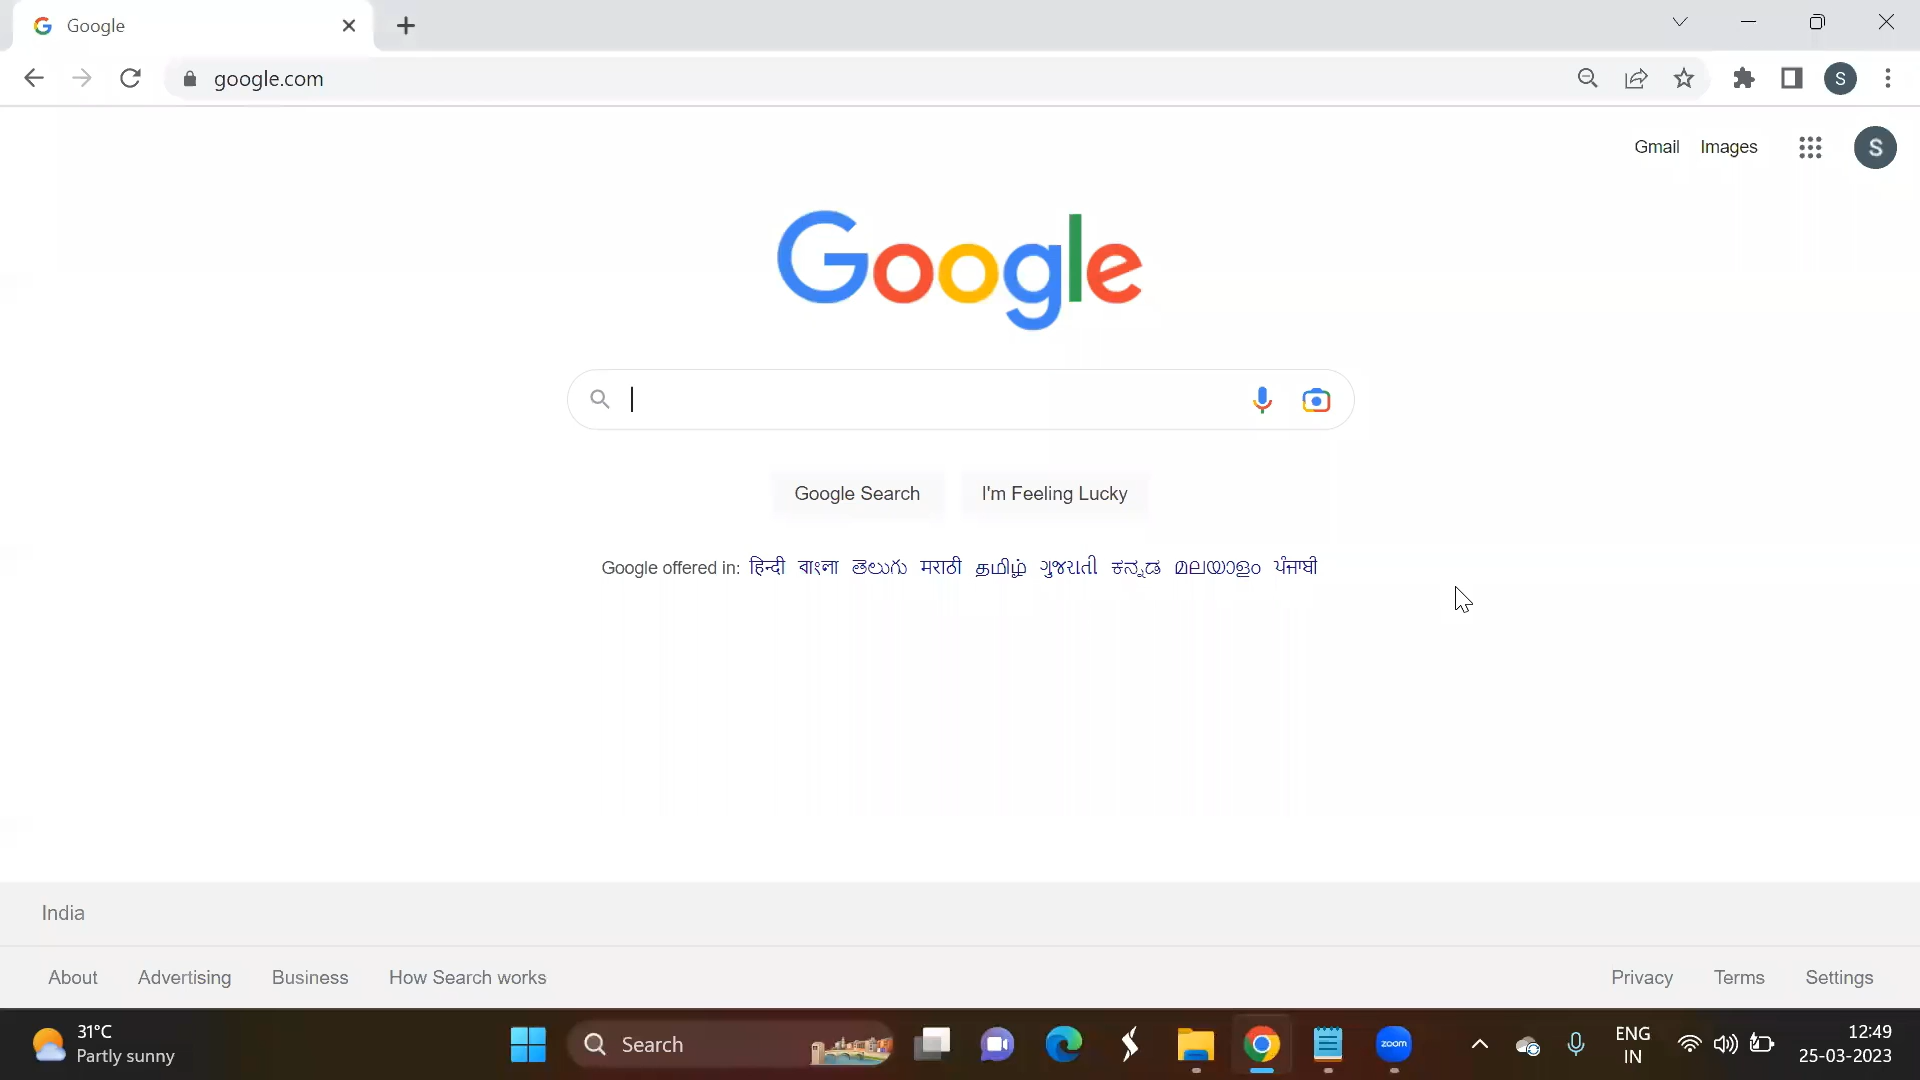 Google
google.com
S
Gmail Images
S
Google
Google Search I'm Feeling Lucky
Google offered in: हिन्दी বাংলা తెలుగు मराठी தமிழ் ગુજરાતી ಕನ್ನಡ മലയാളം ਪੰਜਾਬੀ
India
About Advertising Business How Search works Privacy Terms Settings
31°C
Partly sunny
Search
zoom
ENG
IN
12:49
25-03-2023